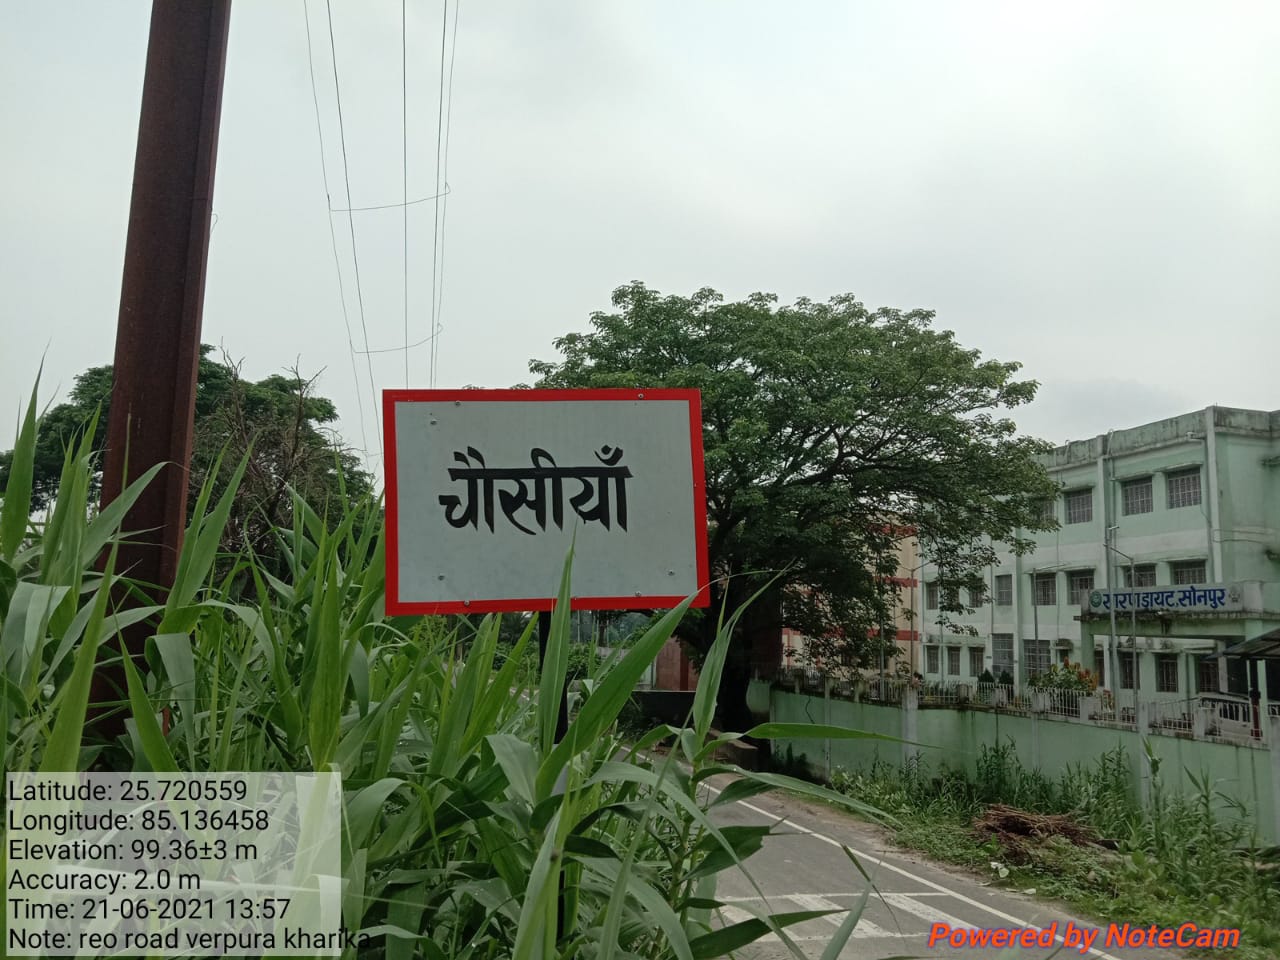 चौसीयाँ
डायट, सोनपुर
Latitude: 25.720559
Longitude: 85.136458
Elevation: 99.36±3 m
Accuracy: 2.0 m
Time: 21-06-2021 13:57
Note: reo road verpura kharika
Powered by NoteCam